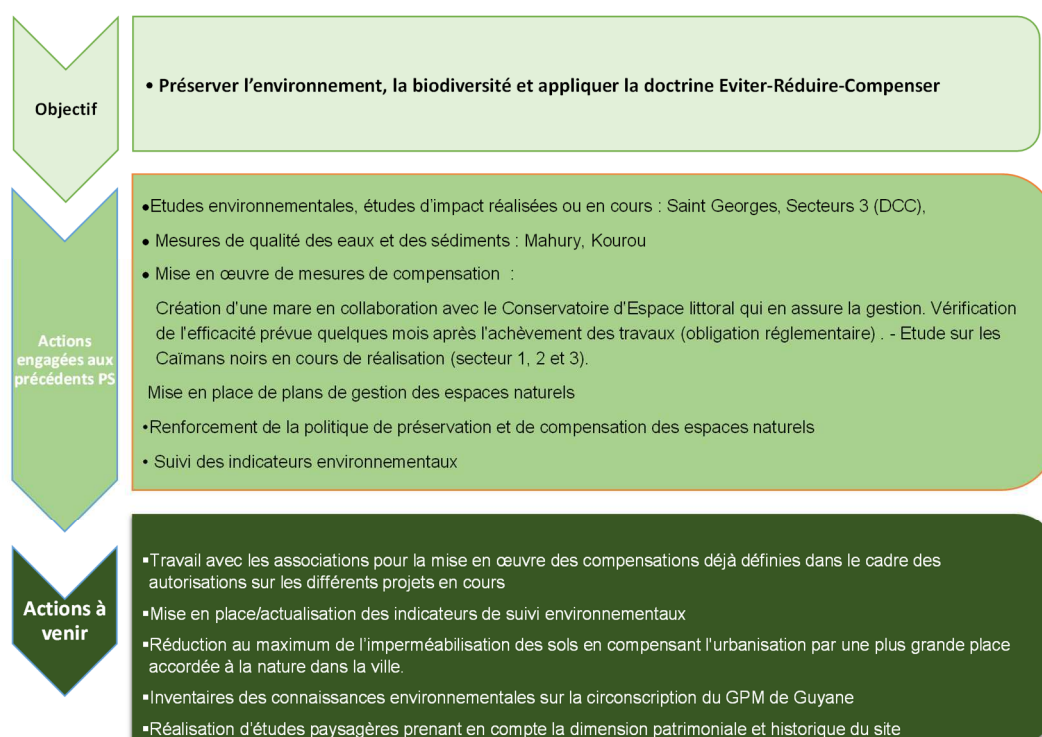 Objectif
• Préserver l'environnement, la biodiversité et appliquer la doctrine Eviter-Réduire-Compenser
Actions
engagées aux
précédents PS
•Etudes environnementales, études d'impact réalisées ou en cours : Saint Georges, Secteurs 3 (DCC),
• Mesures de qualité des eaux et des sédiments : Mahury, Kourou
• Mise en œuvre de mesures de compensation :
Création d'une mare en collaboration avec le Conservatoire d'Espace littoral qui en assure la gestion. Vérification
de l'efficacité prévue quelques mois après l'achèvement des travaux (obligation réglementaire) . - Etude sur les
Caïmans noirs en cours de réalisation (secteur 1, 2 et 3).
Mise en place de plans de gestion des espaces naturels
•Renforcement de la politique de préservation et de compensation des espaces naturels
• Suivi des indicateurs environnementaux
Actions à
venir
▪Travail avec les associations pour la mise en œuvre des compensations déjà définies dans le cadre des
autorisations sur les différents projets en cours
▪Mise en place/actualisation des indicateurs de suivi environnementaux
▪Réduction au maximum de l'imperméabilisation des sols en compensant l'urbanisation par une plus grande place
accordée à la nature dans la ville.
▪Inventaires des connaissances environnementales sur la circonscription du GPM de Guyane
▪Réalisation d'études paysagères prenant en compte la dimension patrimoniale et historique du site